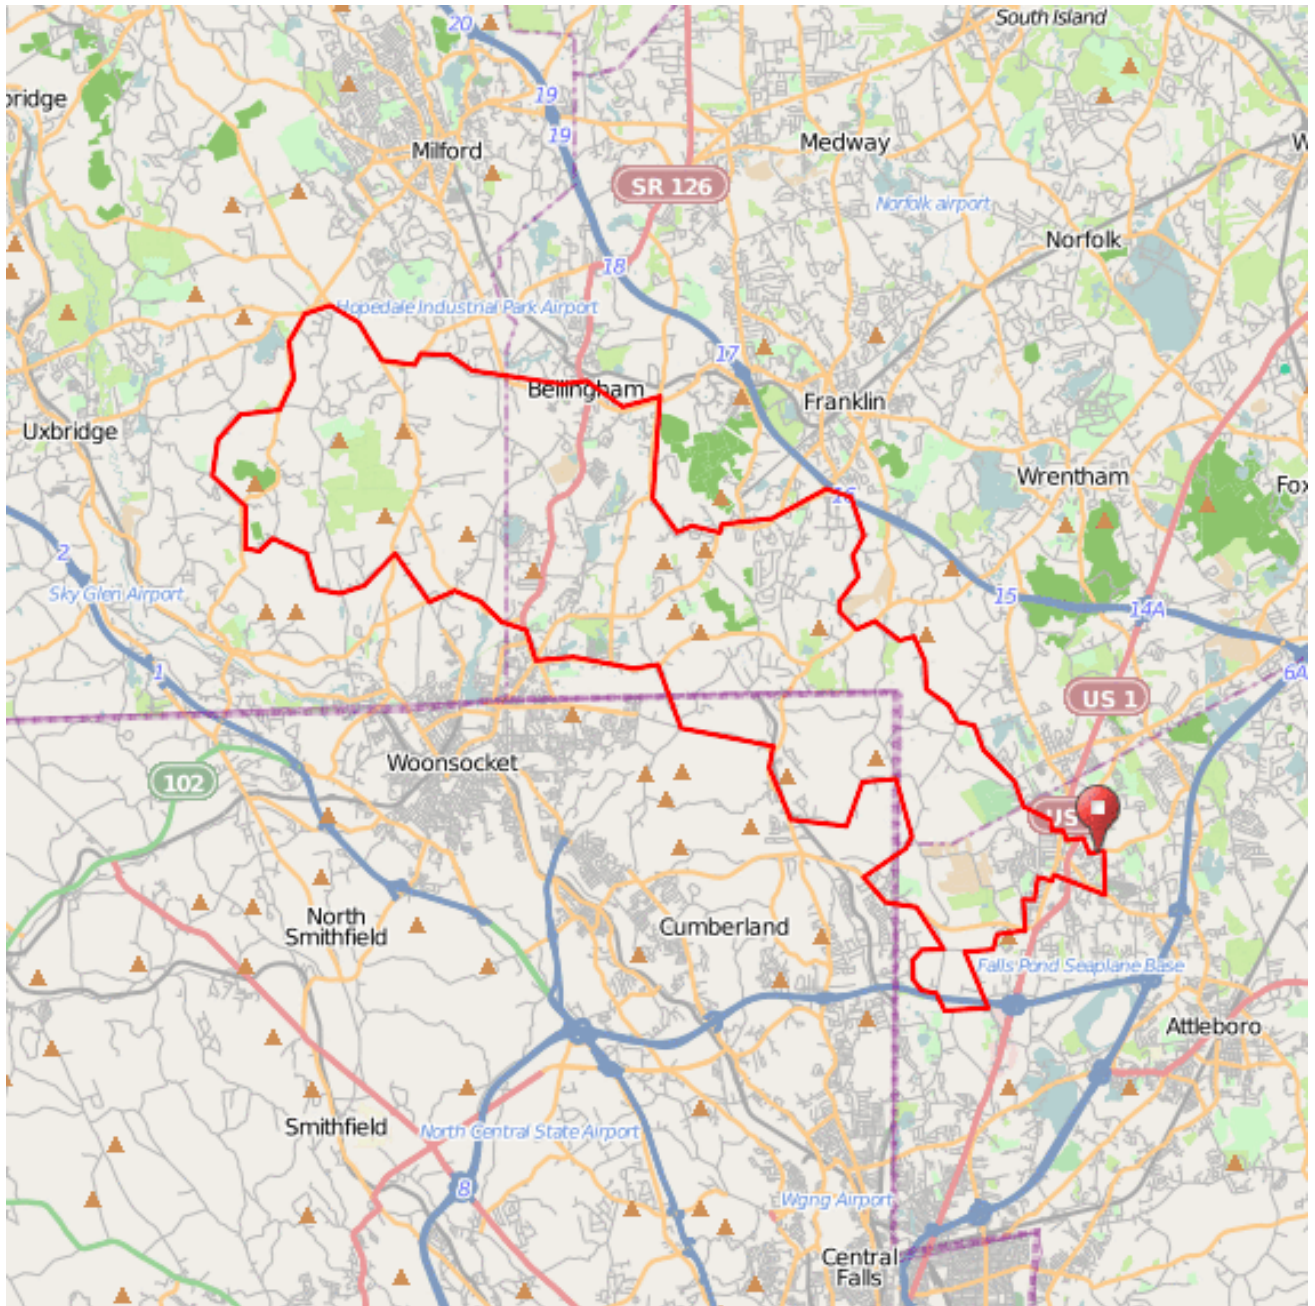 South Island
20
bridge
19
19
Milford
Medway
W
SR 126
Norfolk airport
Norfolk
18
Hopedale Industrial Park Airport
17
Bellingham
Franklin
Uxbridge
Wrentham
Fox
16
2
Sky Glen Airport
15
14A
1
6A
US 1
Woonsocket
102
US
North
Smithfield
Cumberland
Falls Pond Seaplane Base
Attleboro
Smithfield
North Central State Airport
8
Wgng Airport
Central
Falls